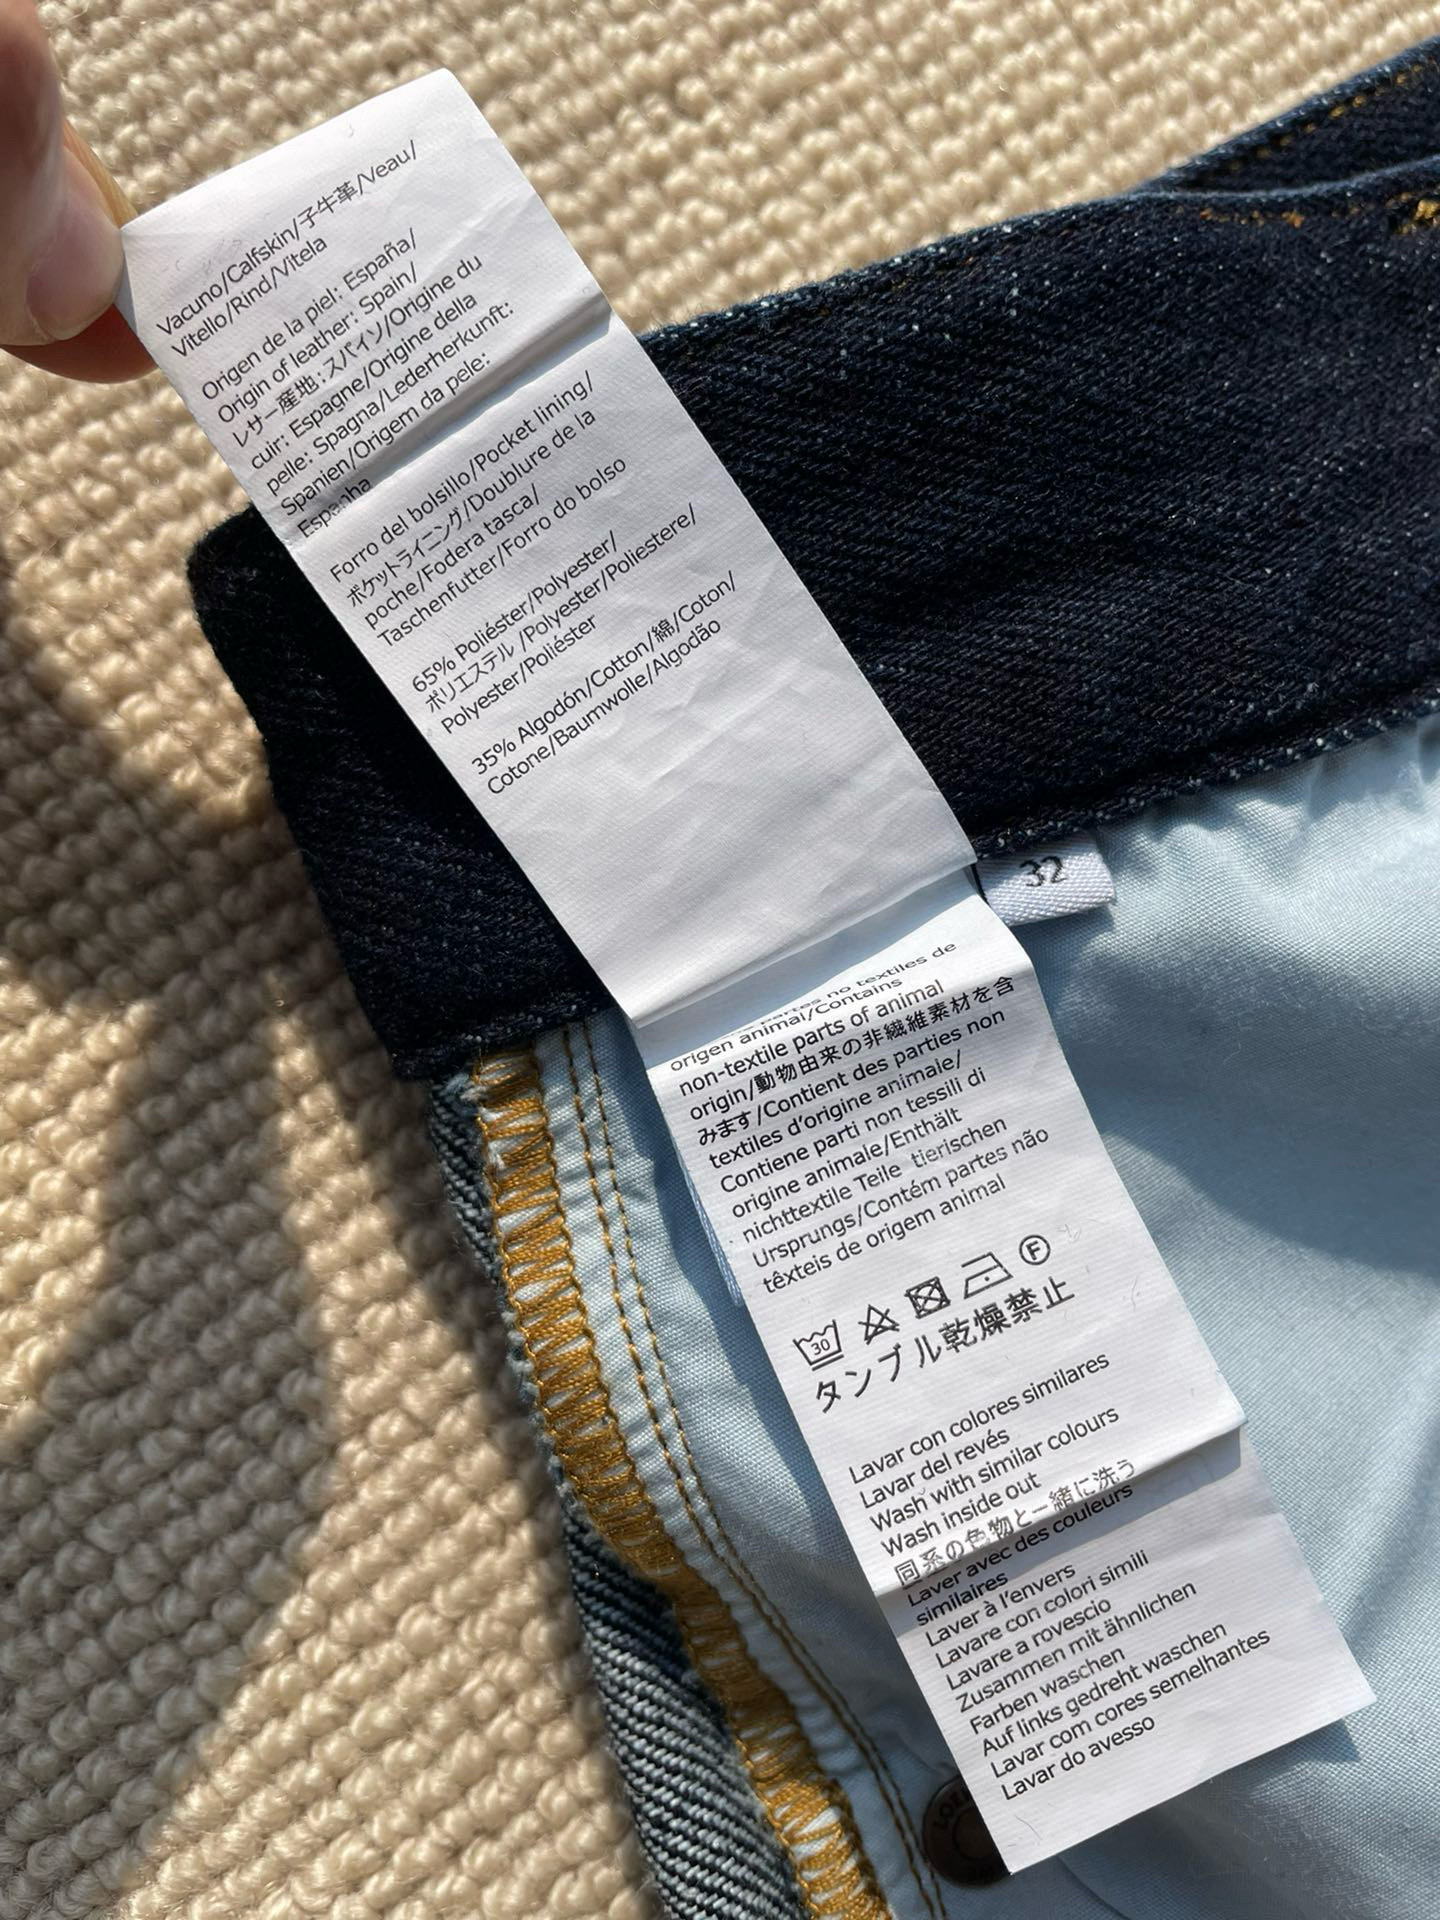 Vacuno/Calfskin/子牛革/Veau/
Vitello/Rind/Vitela
Origen de la piel: España/
Origin of leather: Spain/
レザー産地:スパイン/Origine du
cuir: Espagne/Origine della
pelle: Spagna/Lederherkunft:
Spanien/Origem da pele:
Espanha
Forro del bolsillo/Pocket lining/
ポケットライニング/Doublure de la
poche/Fodera tasca/
Taschenfutter/Forro do bolso
65% Poliéster/Polyester/
ポリエステル /Polyester/Poliestere/
Polyester/Poliéster
35% Algodón/Cotton/綿/Coton/
Cotone/Baumwolle/Algodão
32
partes no textiles de
origen animal/Contains
non-textile parts of animal
origin/動物由来の非繊維素材を含
みます/Contient des parties non
textiles d'origine animale/
Contiene parti non tessili di
origine animale/Enthält
nichttextile Teile tierischen
Ursprungs/Contém partes não
têxteis de origem animal
30
F
タンブル乾燥禁止
Lavar con colores similares
Lavar del revés
Wash with similar colours
Wash inside out
同系の色物と一緒に洗う
Laver avec des couleurs
similaires
Laver à l'envers
Lavare con colori simili
Lavare a rovescio
Zusammen mit ähnlichen
Farben waschen
Auf links gedreht waschen
Lavar com cores semelhantes
Lavar do avesso